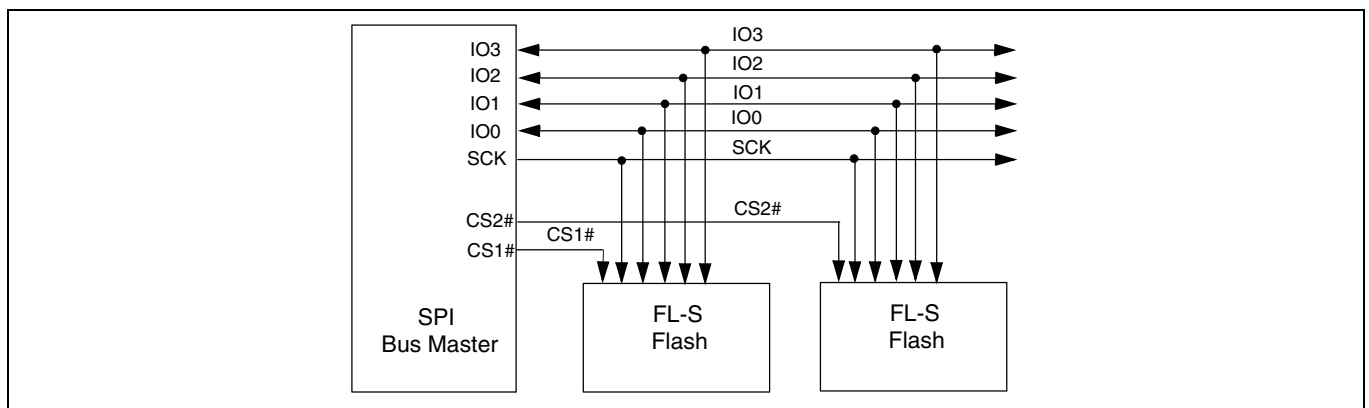 IO3
IO3
IO2
IO2
IO1
IO1
IO0
IO0
SCK
SCK
CS2#
CS2#
CS1#
CS1#
SPI
Bus Master
FL-S
Flash
FL-S
Flash